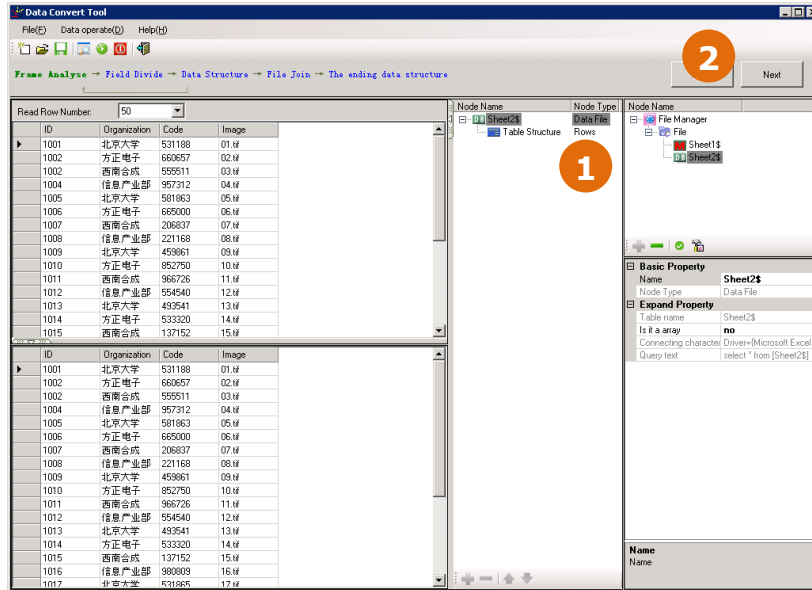 Data Convert Tool
File(F) Data operate(D) Help(H)
Frame Analyse → Field Divide → Data Structure → File Join → The ending data structure
2
Next
Read Row Number: 50
ID Organization Code Image
1001 北京大学 531188 01.tif
1002 方正电子 660657 02.tif
1002 西南合成 555511 03.tif
1004 信息产业部 957312 04.tif
1005 北京大学 581863 05.tif
1006 方正电子 665000 06.tif
1007 西南合成 206837 07.tif
1008 信息产业部 221168 08.tif
1009 北京大学 459861 09.tif
1010 方正电子 852750 10.tif
1011 西南合成 966726 11.tif
1012 信息产业部 554540 12.tif
1013 北京大学 493541 13.tif
1014 方正电子 533320 14.tif
1015 西南合成 137152 15.tif
ID Organization Code Image
1001 北京大学 531188 01.tif
1002 方正电子 660657 02.tif
1002 西南合成 555511 03.tif
1004 信息产业部 957312 04.tif
1005 北京大学 581863 05.tif
1006 方正电子 665000 06.tif
1007 西南合成 206837 07.tif
1008 信息产业部 221168 08.tif
1009 北京大学 459861 09.tif
1010 方正电子 852750 10.tif
1011 西南合成 966726 11.tif
1012 信息产业部 554540 12.tif
1013 北京大学 493541 13.tif
1014 方正电子 533320 14.tif
1015 西南合成 137152 15.tif
1016 信息产业部 980809 16.tif
1017 北京大学 531865 17.tif
Node Name Node Type
Sheet2$ Data File
Table Structure Rows
1
Node Name
File Manager
File
Sheet1$
Sheet2$
Basic Property
Name Sheet2$
Node Type Data File
Expand Property
Table name Sheet2$
Is it a array no
Connecting character Driver={Microsoft Excel
Query text select * from [Sheet2$]
Name
Name